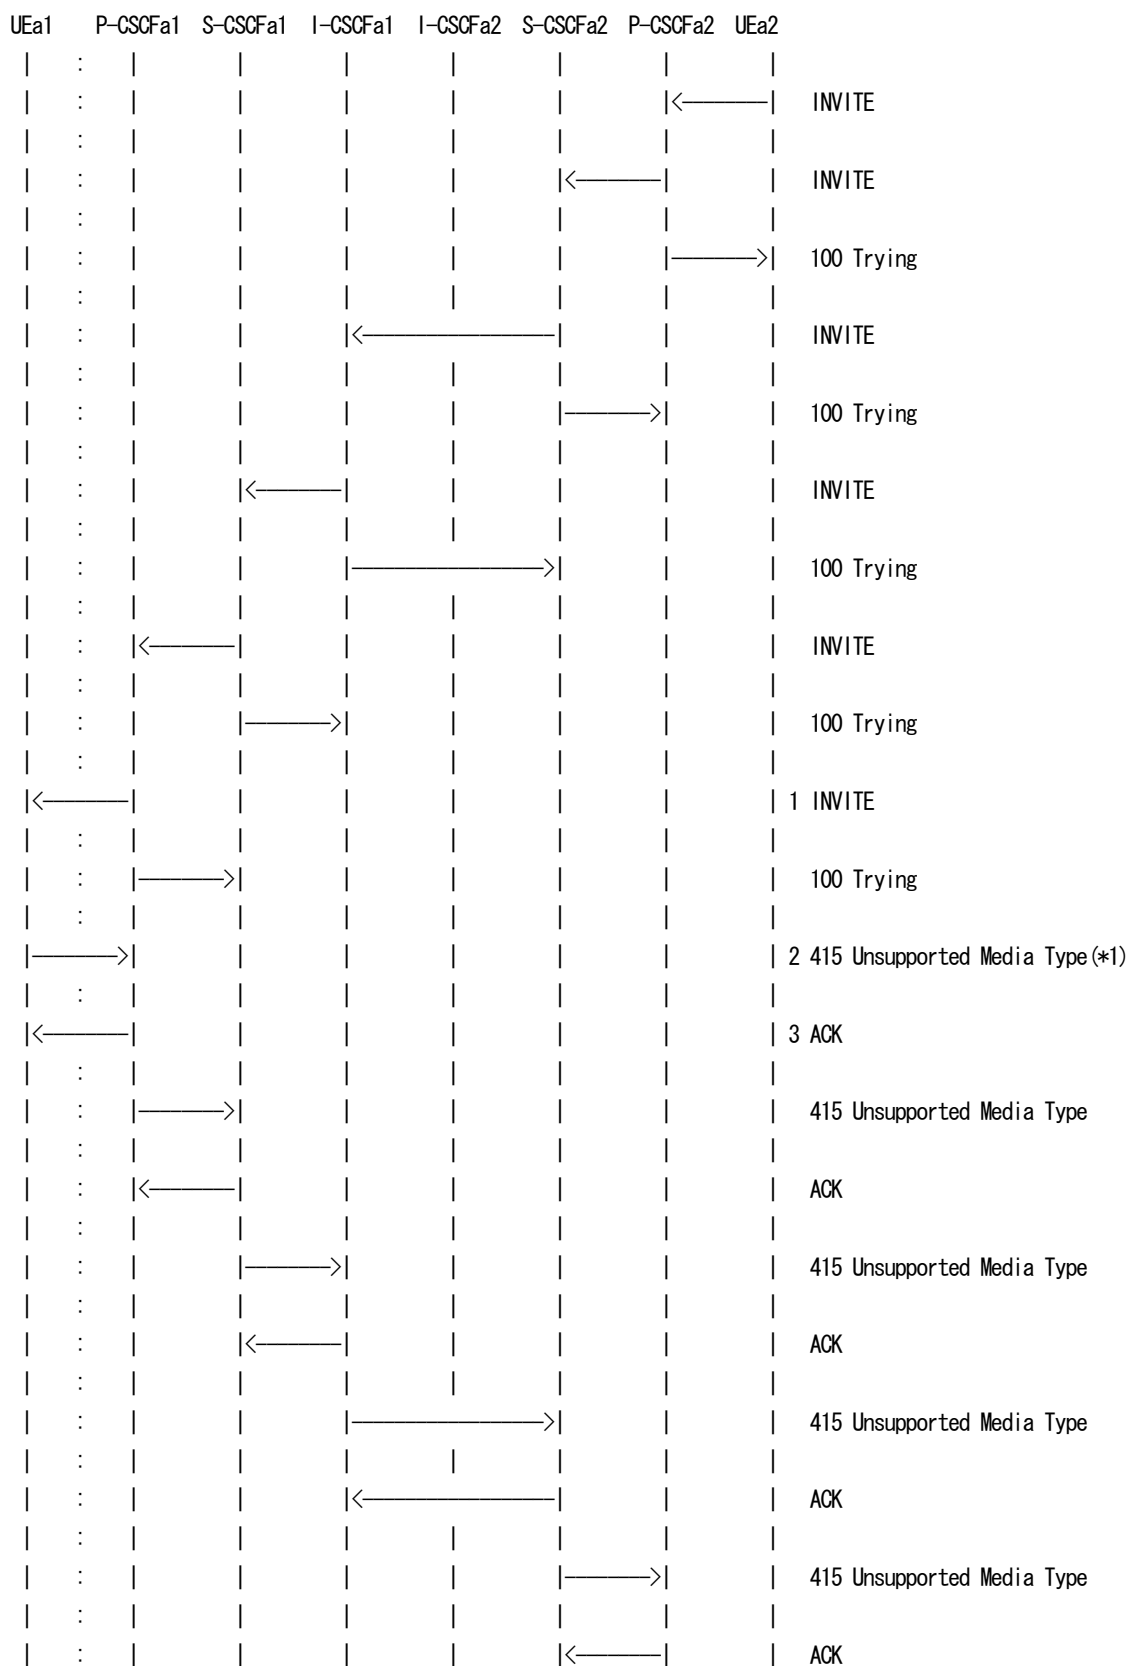 UEa1 P-CSCFa1 S-CSCFa1 I-CSCFa1 I-CSCFa2 S-CSCFa2 P-CSCFa2 UEa2
INVITE
INVITE
100 Trying
INVITE
100 Trying
INVITE
100 Trying
INVITE
100 Trying
1 INVITE
100 Trying
2 415 Unsupported Media Type(*1)
3 ACK
415 Unsupported Media Type
ACK
415 Unsupported Media Type
ACK
415 Unsupported Media Type
ACK
415 Unsupported Media Type
ACK